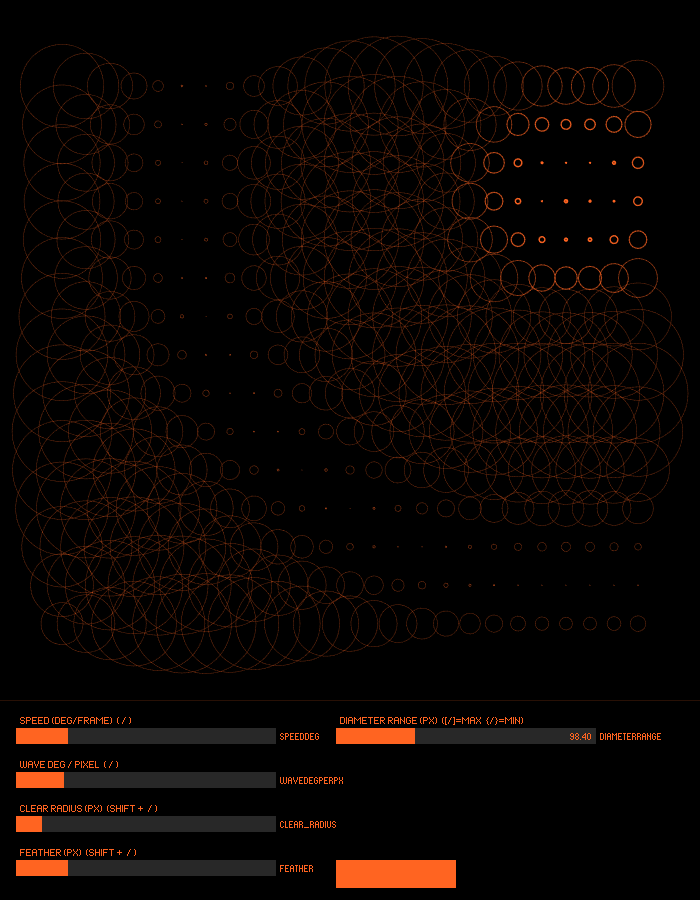 SPEED (DEG/FRAME) ( / )
SPEEDDEG
DIAMETER RANGE (PX) ([/]=MAX {/}=MIN)
98.40
DIAMETERRANGE
WAVE DEG / PIXEL ( / )
WAVEDEGPERPX
CLEAR RADIUS (PX) (SHIFT + / )
CLEAR_RADIUS
FEATHER (PX) (SHIFT + / )
FEATHER